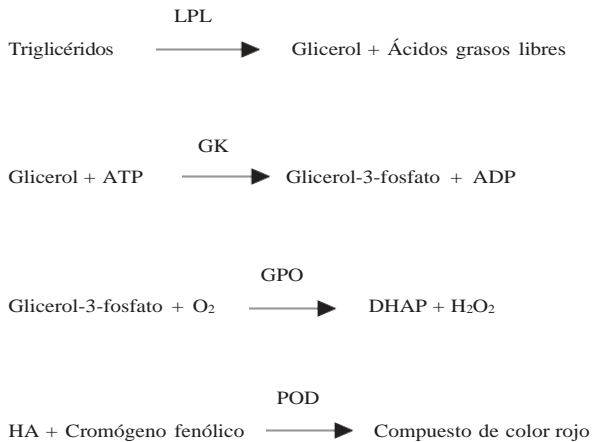 LPL
Triglicéridos Glicerol + Ácidos grasos libres
GK
Glicerol + ATP Glicerol-3-fosfato + ADP
GPO
Glicerol-3-fosfato + O₂ DHAP + H₂O₂
POD
HA + Cromógeno fenólico Compuesto de color rojo